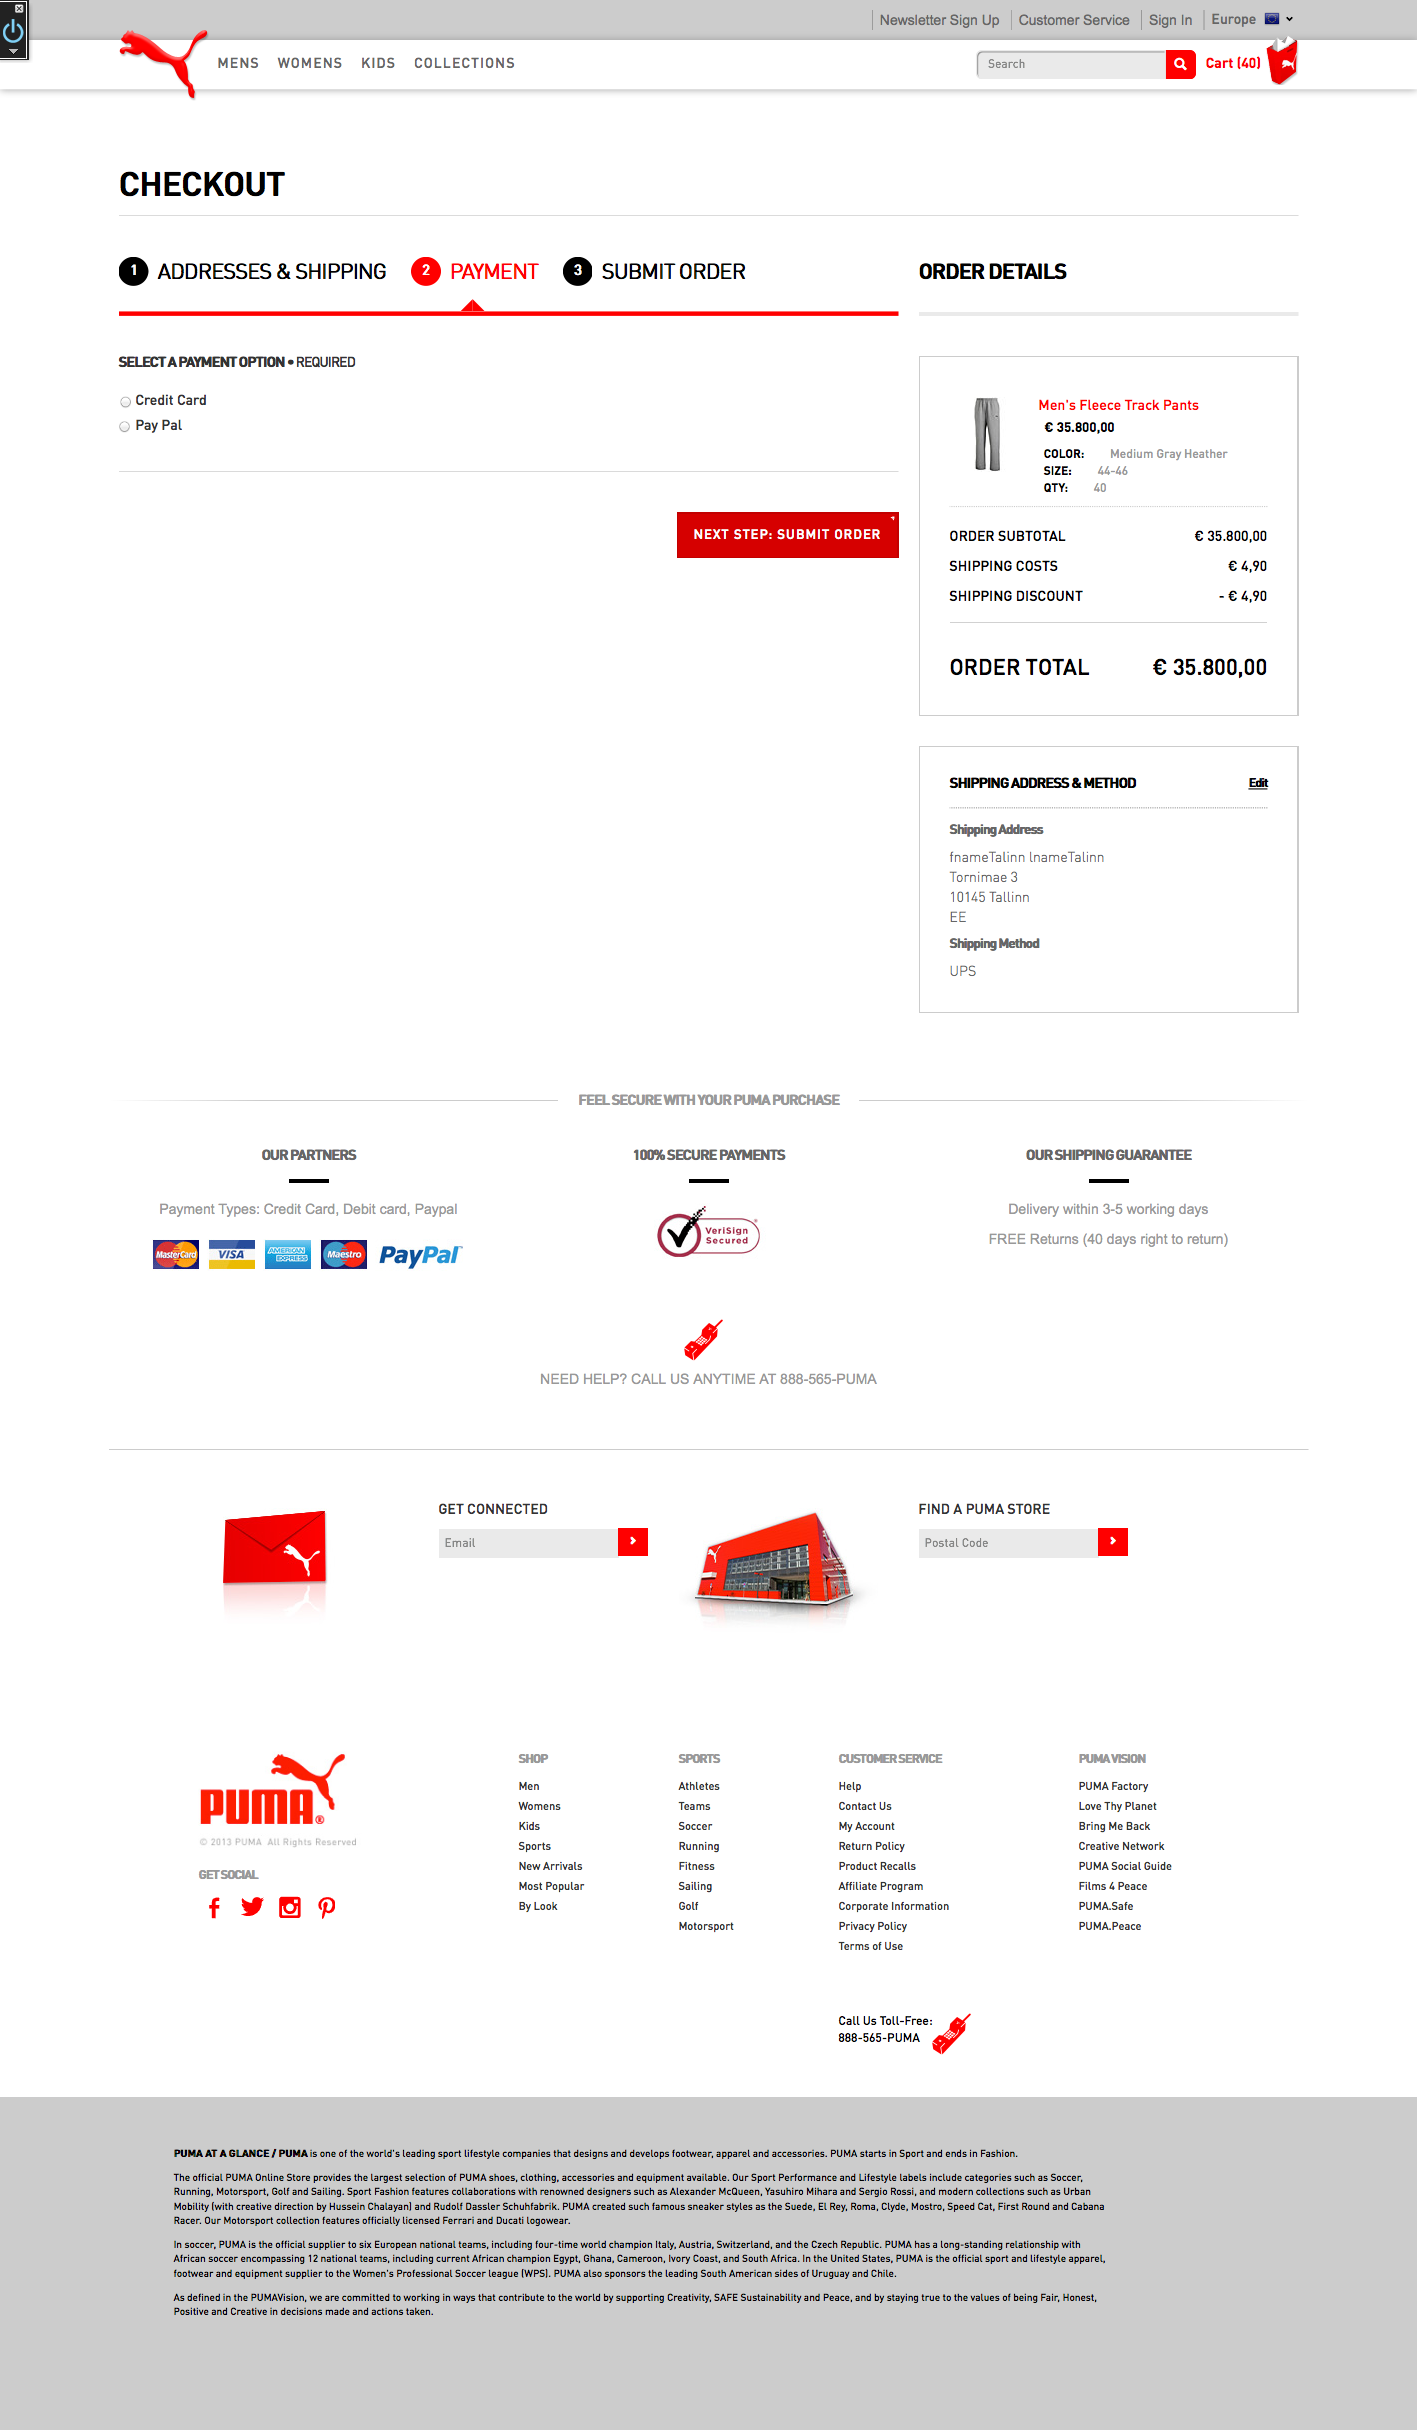 Newsletter Sign Up
Customer Service
Sign In
Europe
MENS
WOMENS
KIDS
COLLECTIONS
Search
Cart (40)
CHECKOUT
1 ADDRESSES & SHIPPING
2 PAYMENT
3 SUBMIT ORDER
SELECT A PAYMENT OPTION • REQUIRED
Credit Card
Pay Pal
NEXT STEP: SUBMIT ORDER
ORDER DETAILS
Men's Fleece Track Pants
€ 35.800,00
COLOR: Medium Gray Heather
SIZE: 44-46
QTY: 40
ORDER SUBTOTAL € 35.800,00
SHIPPING COSTS € 4,90
SHIPPING DISCOUNT - € 4,90
ORDER TOTAL € 35.800,00
SHIPPING ADDRESS & METHOD Edit
Shipping Address
fnameTalinn lnameTalinn
Tornimae 3
10145 Tallinn
EE
Shipping Method
UPS
FEEL SECURE WITH YOUR PUMA PURCHASE
OUR PARTNERS
Payment Types: Credit Card, Debit card, Paypal
MasterCard
VISA
AMERICAN
EXPRESS
Maestro
PayPal
100% SECURE PAYMENTS
VeriSign
Secured
OUR SHIPPING GUARANTEE
Delivery within 3-5 working days
FREE Returns (40 days right to return)
NEED HELP? CALL US ANYTIME AT 888-565-PUMA
GET CONNECTED
Email
FIND A PUMA STORE
Postal Code
PUMA®
© 2013 PUMA All Rights Reserved
GET SOCIAL
SHOP
Men
Womens
Kids
Sports
New Arrivals
Most Popular
By Look
SPORTS
Athletes
Teams
Soccer
Running
Fitness
Sailing
Golf
Motorsport
CUSTOMER SERVICE
Help
Contact Us
My Account
Return Policy
Product Recalls
Affiliate Program
Corporate Information
Privacy Policy
Terms of Use
Call Us Toll-Free:
888-565-PUMA
PUMA VISION
PUMA Factory
Love Thy Planet
Bring Me Back
Creative Network
PUMA Social Guide
Films 4 Peace
PUMA.Safe
PUMA.Peace
PUMA AT A GLANCE / PUMA is one of the world's leading sport lifestyle companies that designs and develops footwear, apparel and accessories. PUMA starts in Sport and ends in Fashion.
The official PUMA Online Store provides the largest selection of PUMA shoes, clothing, accessories and equipment available. Our Sport Performance and Lifestyle labels include categories such as Soccer,
Running, Motorsport, Golf and Sailing. Sport Fashion features collaborations with renowned designers such as Alexander McQueen, Yasuhiro Mihara and Sergio Rossi, and modern collections such as Urban
Mobility (with creative direction by Hussein Chalayan) and Rudolf Dassler Schuhfabrik. PUMA created such famous sneaker styles as the Suede, El Rey, Roma, Clyde, Mostro, Speed Cat, First Round and Cabana
Racer. Our Motorsport collection features officially licensed Ferrari and Ducati logowear.
In soccer, PUMA is the official supplier to six European national teams, including four-time world champion Italy, Austria, Switzerland, and the Czech Republic. PUMA has a long-standing relationship with
African soccer encompassing 12 national teams, including current African champion Egypt, Ghana, Cameroon, Ivory Coast, and South Africa. In the United States, PUMA is the official sport and lifestyle apparel,
footwear and equipment supplier to the Women's Professional Soccer league (WPS). PUMA also sponsors the leading South American sides of Uruguay and Chile.
As defined in the PUMAVision, we are committed to working in ways that contribute to the world by supporting Creativity, SAFE Sustainability and Peace, and by staying true to the values of being Fair, Honest,
Positive and Creative in decisions made and actions taken.